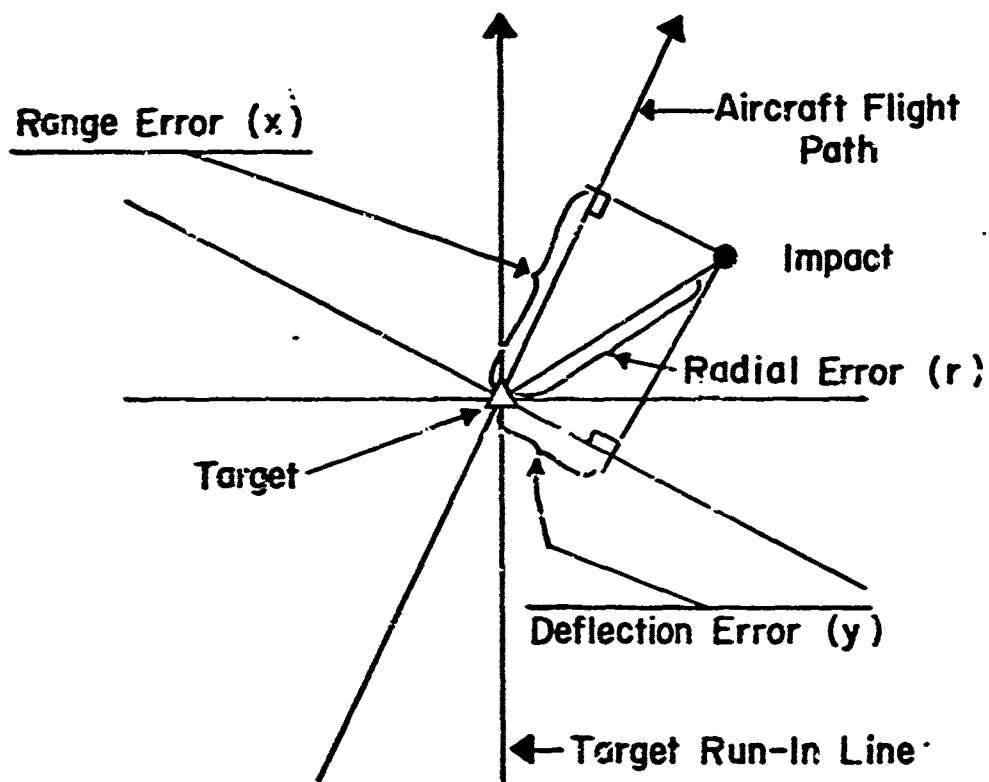 Range Error (x)
Aircraft Flight
Path
Impact
Radial Error (r)
Target
Deflection Error (y)
Target Run-In Line